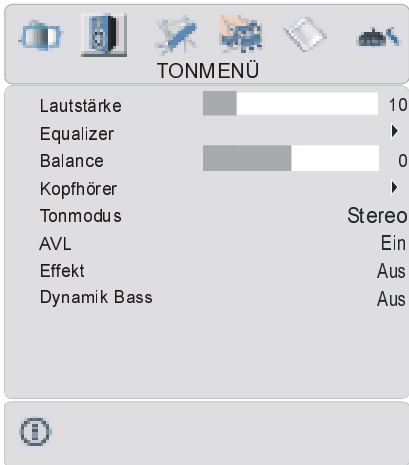 TONMENÜ
Lautstärke 10
Equalizer
Balance 0
Kopfhörer
Tonmodus Stereo
AVL Ein
Effekt Aus
Dynamik Bass Aus